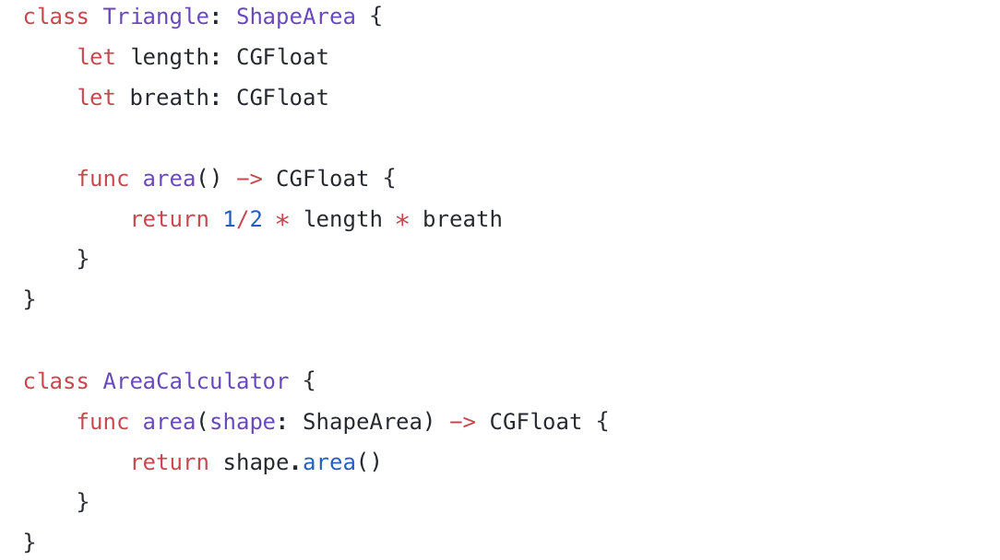 class Triangle: ShapeArea {
    let length: CGFloat
    let breath: CGFloat

    func area() -> CGFloat {
        return 1/2 * length * breath
    }
}

class AreaCalculator {
    func area(shape: ShapeArea) -> CGFloat {
        return shape.area()
    }
}